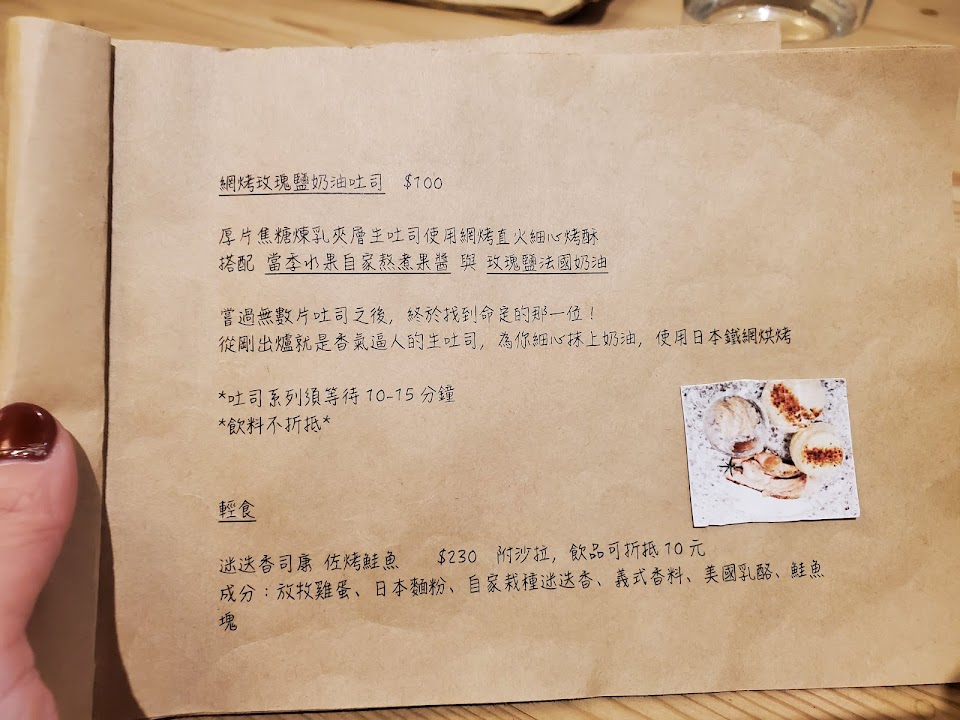 網烤玫瑰鹽奶油吐司 $100
厚片焦糖煉乳夾層生吐司使用網烤直火細心烤酥
搭配 當季水果自家熬煮果醬 與 玫瑰鹽法國奶油
嘗過無數片吐司之後，終於找到命定的那一位！
從剛出爐就是香氣逼人的生吐司，為你細心抹上奶油，使用日本鐵網烘烤
*吐司系列須等待 10-15 分鐘
*飲料不折抵*
輕食
迷迭香司康 佐烤鮭魚 $230 附沙拉，飲品可折抵 10 元
成分：放牧雞蛋、日本麵粉、自家栽種迷迭香、義式香料、美國乳酪、鮭魚
塊